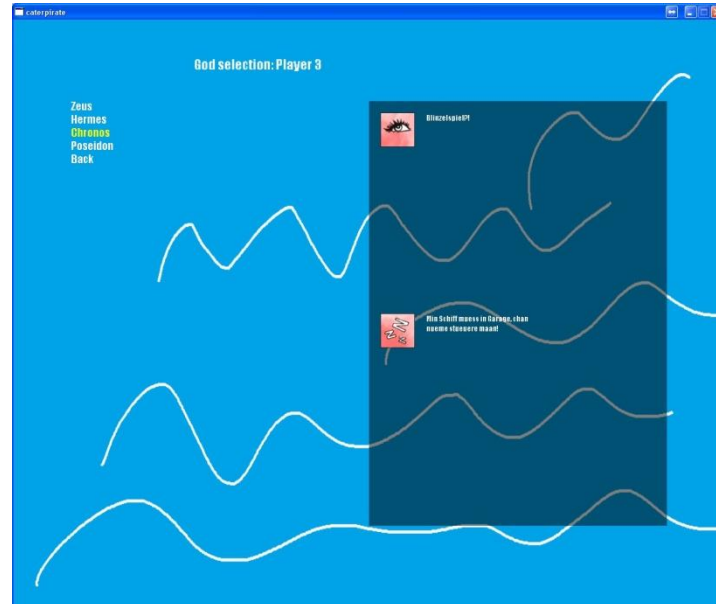 caterpirate
God selection: Player 3
Zeus
Hermes
Chronos
Poseidon
Back
Blinzelspiel?!
Min Schiff muess in Garage, chan
nueme stueuere maan!